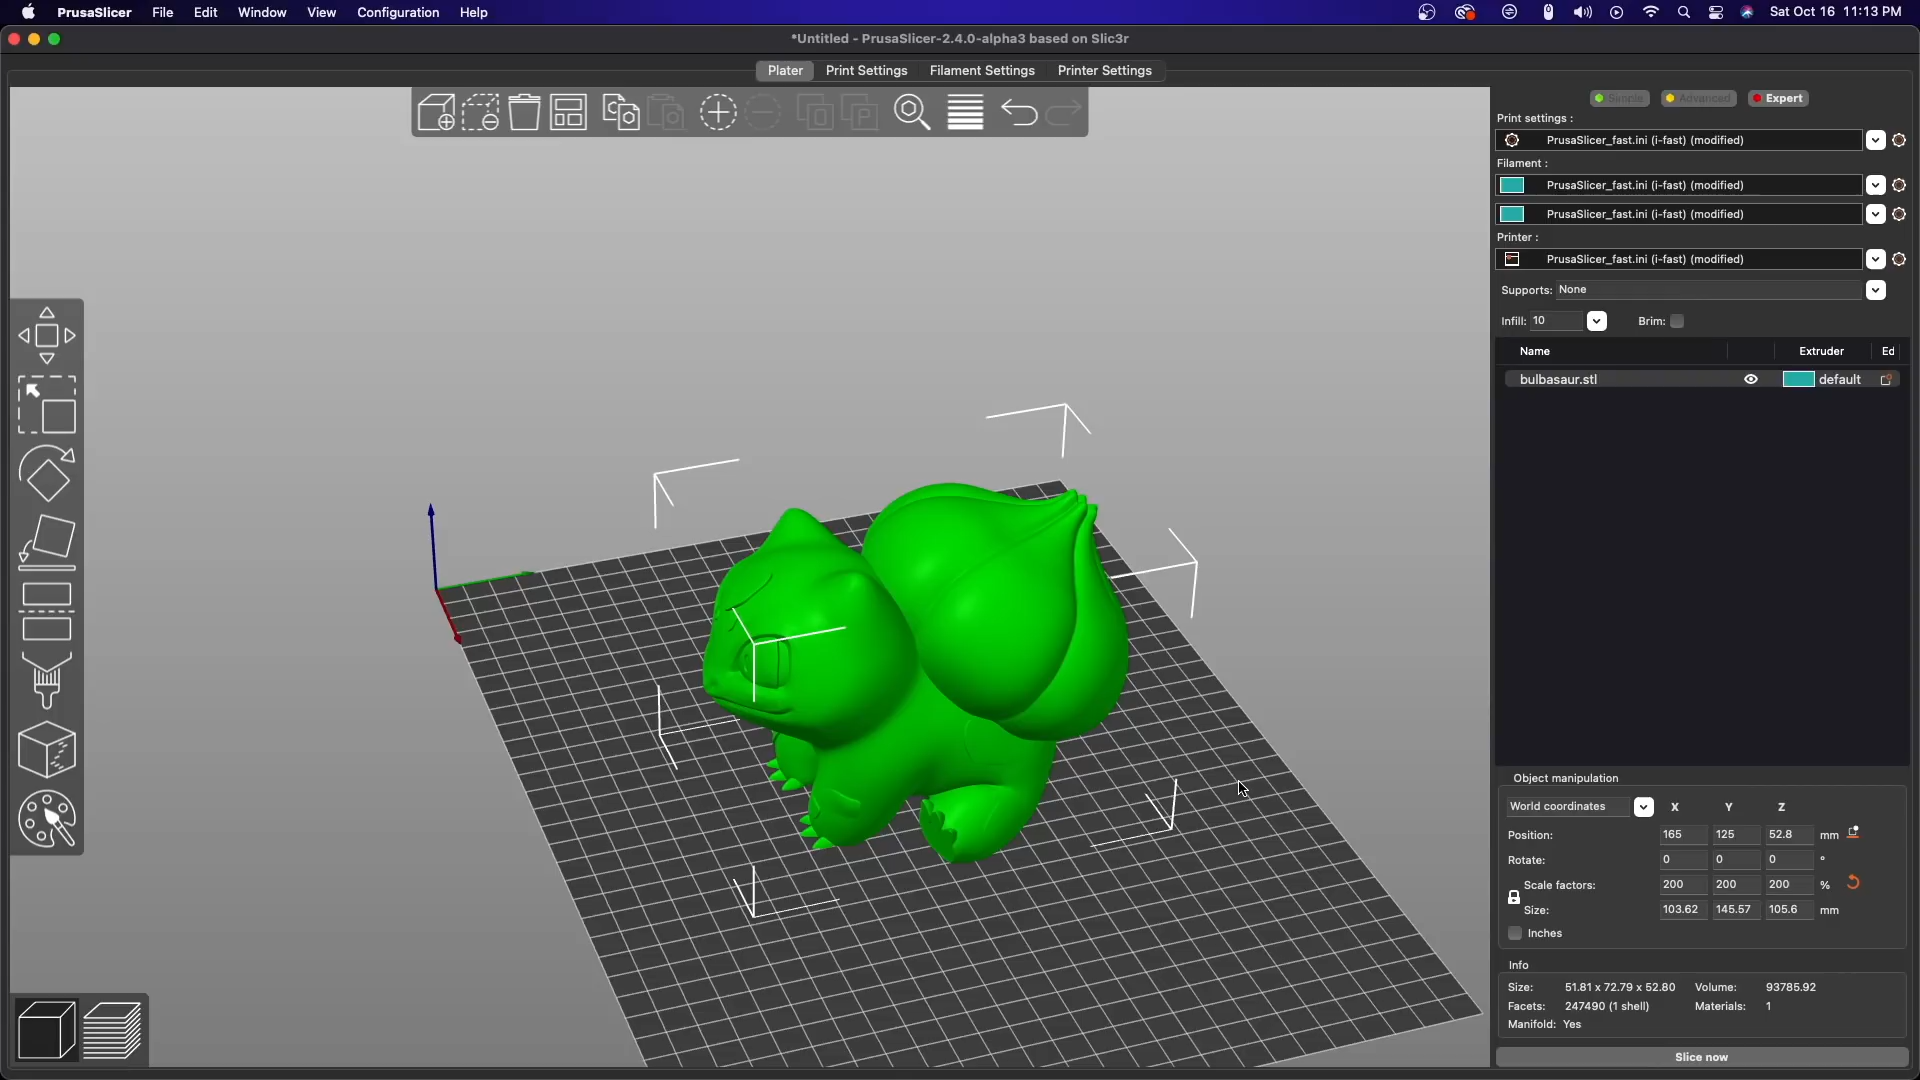 PrusaSlicer File Edit Window View Configuration Help Sat Oct 16 11:13 PM
*Untitled - PrusaSlicer-2.4.0-alpha3 based on Slic3r
Plater Print Settings Filament Settings Printer Settings
Simple Advanced Expert
Print settings :
PrusaSlicer_fast.ini (i-fast) (modified)
Filament :
PrusaSlicer_fast.ini (i-fast) (modified)
PrusaSlicer_fast.ini (i-fast) (modified)
Printer :
PrusaSlicer_fast.ini (i-fast) (modified)
Supports: None
Infill: 10 Brim:
Name Extruder Ed
bulbasaur.stl default
Object manipulation
World coordinates X Y Z
Position: 165 125 52.8 mm
Rotate: 0 0 0 °
Scale factors: 200 200 200 %
Size: 103.62 145.57 105.6 mm
Inches
Info
Size: 51.81 x 72.79 x 52.80 Volume: 93785.92
Facets: 247490 (1 shell) Materials: 1
Manifold: Yes
Slice now